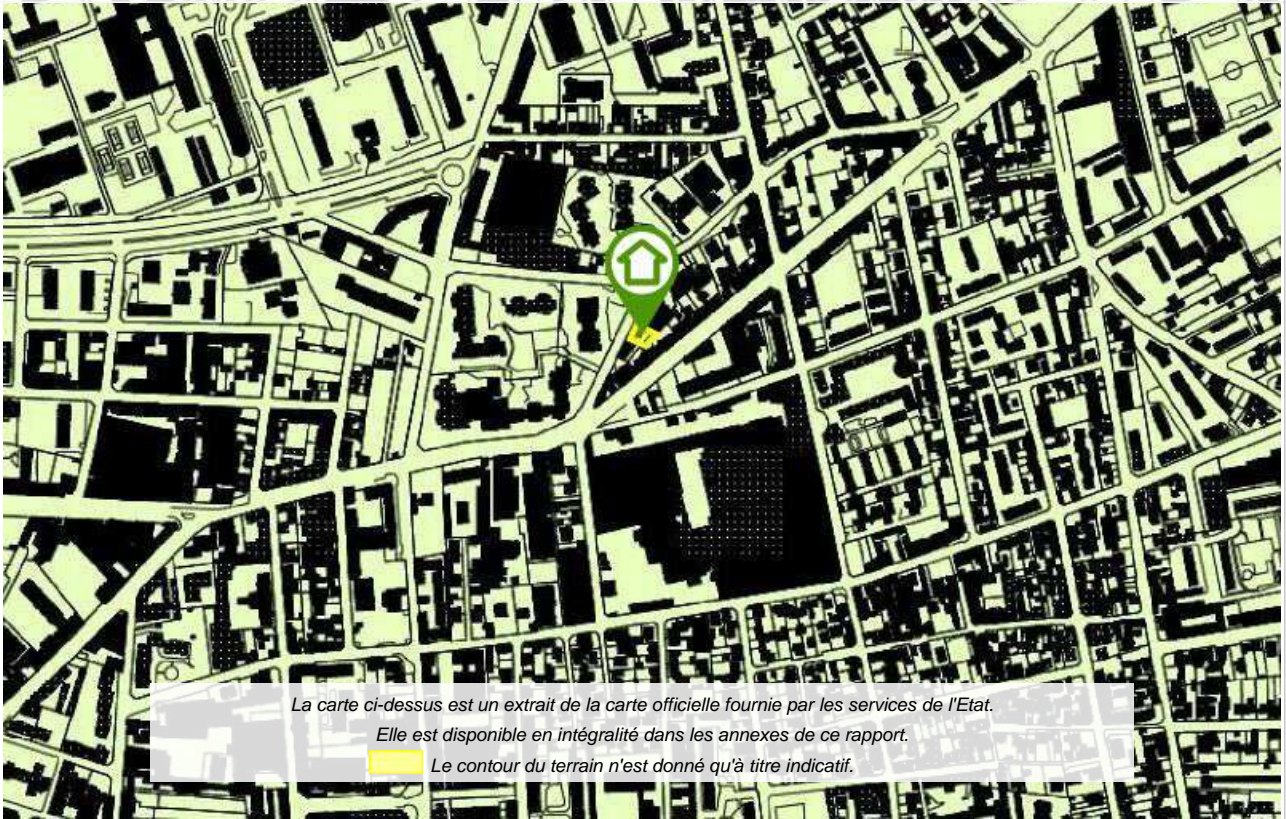 La carte ci-dessus est un extrait de la carte officielle fournie par les services de l'Etat.
Elle est disponible en intégralité dans les annexes de ce rapport.
Le contour du terrain n'est donné qu'à titre indicatif.